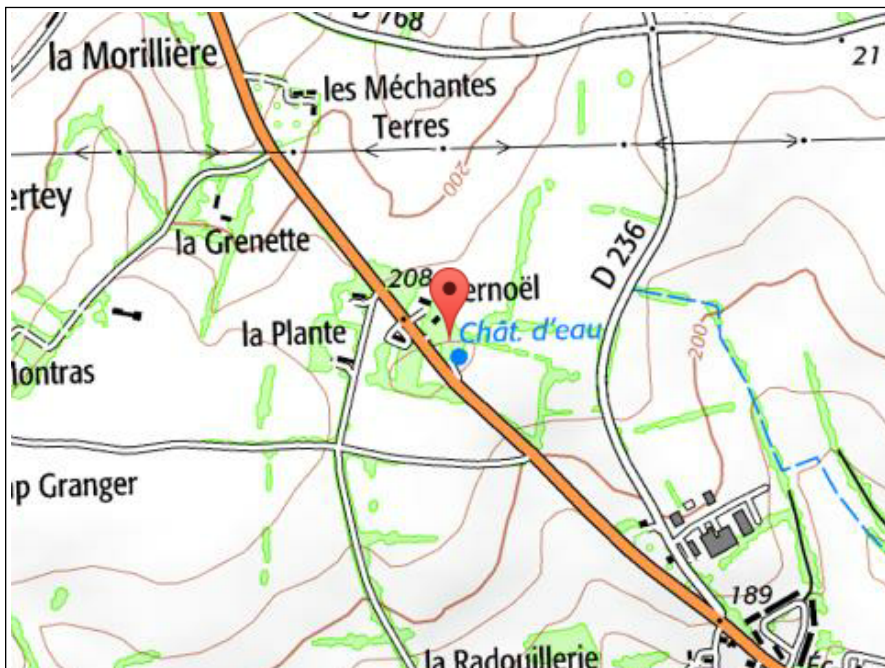 D 768
la Morillière
21
les Méchantes
Terres
200
ertey
la Grenette
D 236
208
ernoël
la Plante
Chât. d'eau
200
Montras
p Granger
189
la Radouillerie